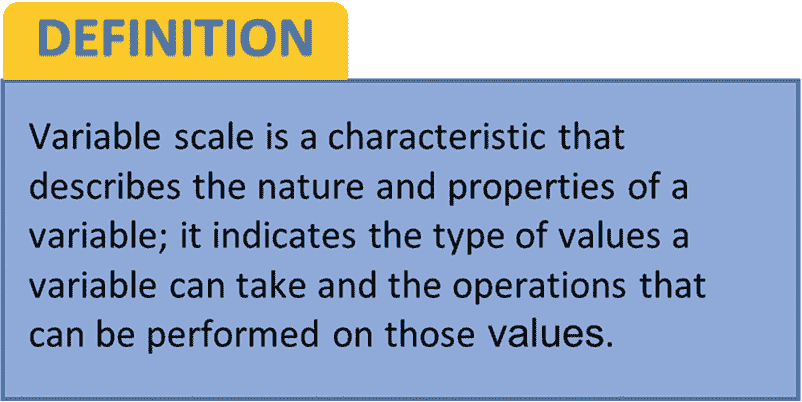 DEFINITION
Variable scale is a characteristic that
describes the nature and properties of a
variable; it indicates the type of values a
variable can take and the operations that
can be performed on those values.